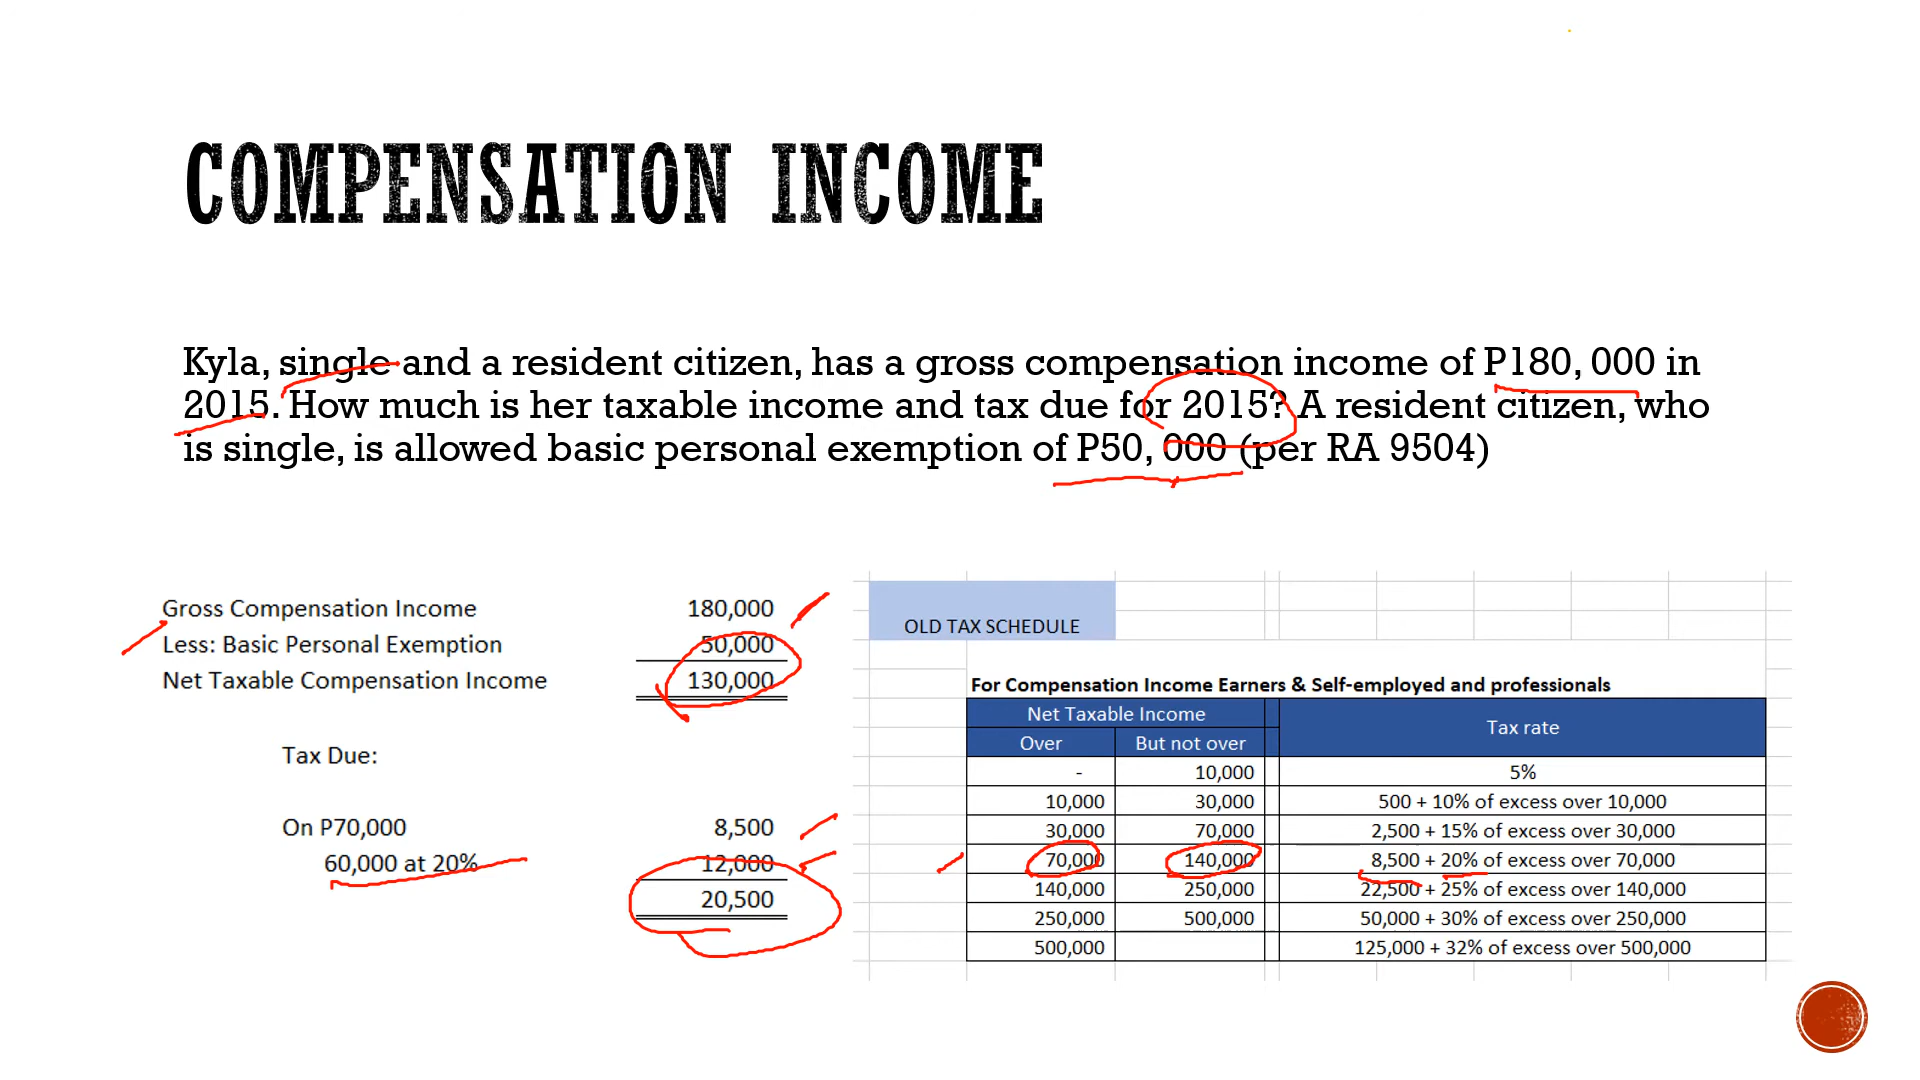 COMPENSATION INCOME
Kyla, single and a resident citizen, has a gross compensation income of P180, 000 in
2015. How much is her taxable income and tax due for 2015? A resident citizen, who
is single, is allowed basic personal exemption of P50, 000 (per RA 9504)
Gross Compensation Income 180,000
Less: Basic Personal Exemption 50,000
Net Taxable Compensation Income 130,000
Tax Due:
On P70,000 8,500
60,000 at 20% 12,000
20,500
OLD TAX SCHEDULE
For Compensation Income Earners & Self-employed and professionals
Net Taxable Income Tax rate
Over But not over
- 10,000 5%
10,000 30,000 500 + 10% of excess over 10,000
30,000 70,000 2,500 + 15% of excess over 30,000
70,000 140,000 8,500 + 20% of excess over 70,000
140,000 250,000 22,500 + 25% of excess over 140,000
250,000 500,000 50,000 + 30% of excess over 250,000
500,000 125,000 + 32% of excess over 500,000